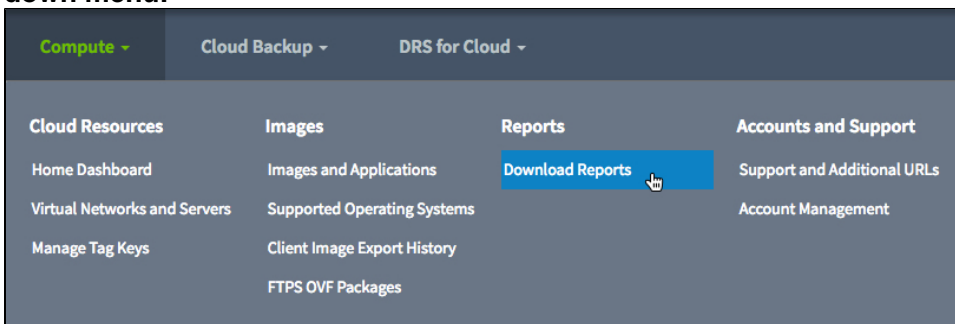 down menu.
Compute Cloud Backup DRS for Cloud
Cloud Resources Images Reports Accounts and Support
Home Dashboard Images and Applications Download Reports Support and Additional URLs
Virtual Networks and Servers Supported Operating Systems Account Management
Manage Tag Keys Client Image Export History
FTPS OVF Packages